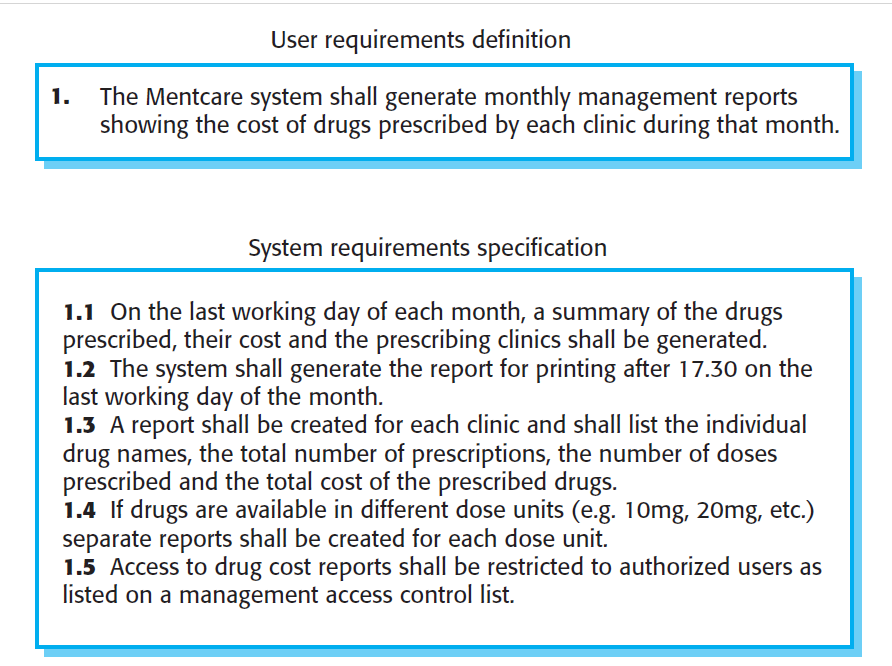 User requirements definition
1. The Mentcare system shall generate monthly management reports
showing the cost of drugs prescribed by each clinic during that month.
System requirements specification
1.1 On the last working day of each month, a summary of the drugs
prescribed, their cost and the prescribing clinics shall be generated.
1.2 The system shall generate the report for printing after 17.30 on the
last working day of the month.
1.3 A report shall be created for each clinic and shall list the individual
drug names, the total number of prescriptions, the number of doses
prescribed and the total cost of the prescribed drugs.
1.4 If drugs are available in different dose units (e.g. 10mg, 20mg, etc.)
separate reports shall be created for each dose unit.
1.5 Access to drug cost reports shall be restricted to authorized users as
listed on a management access control list.